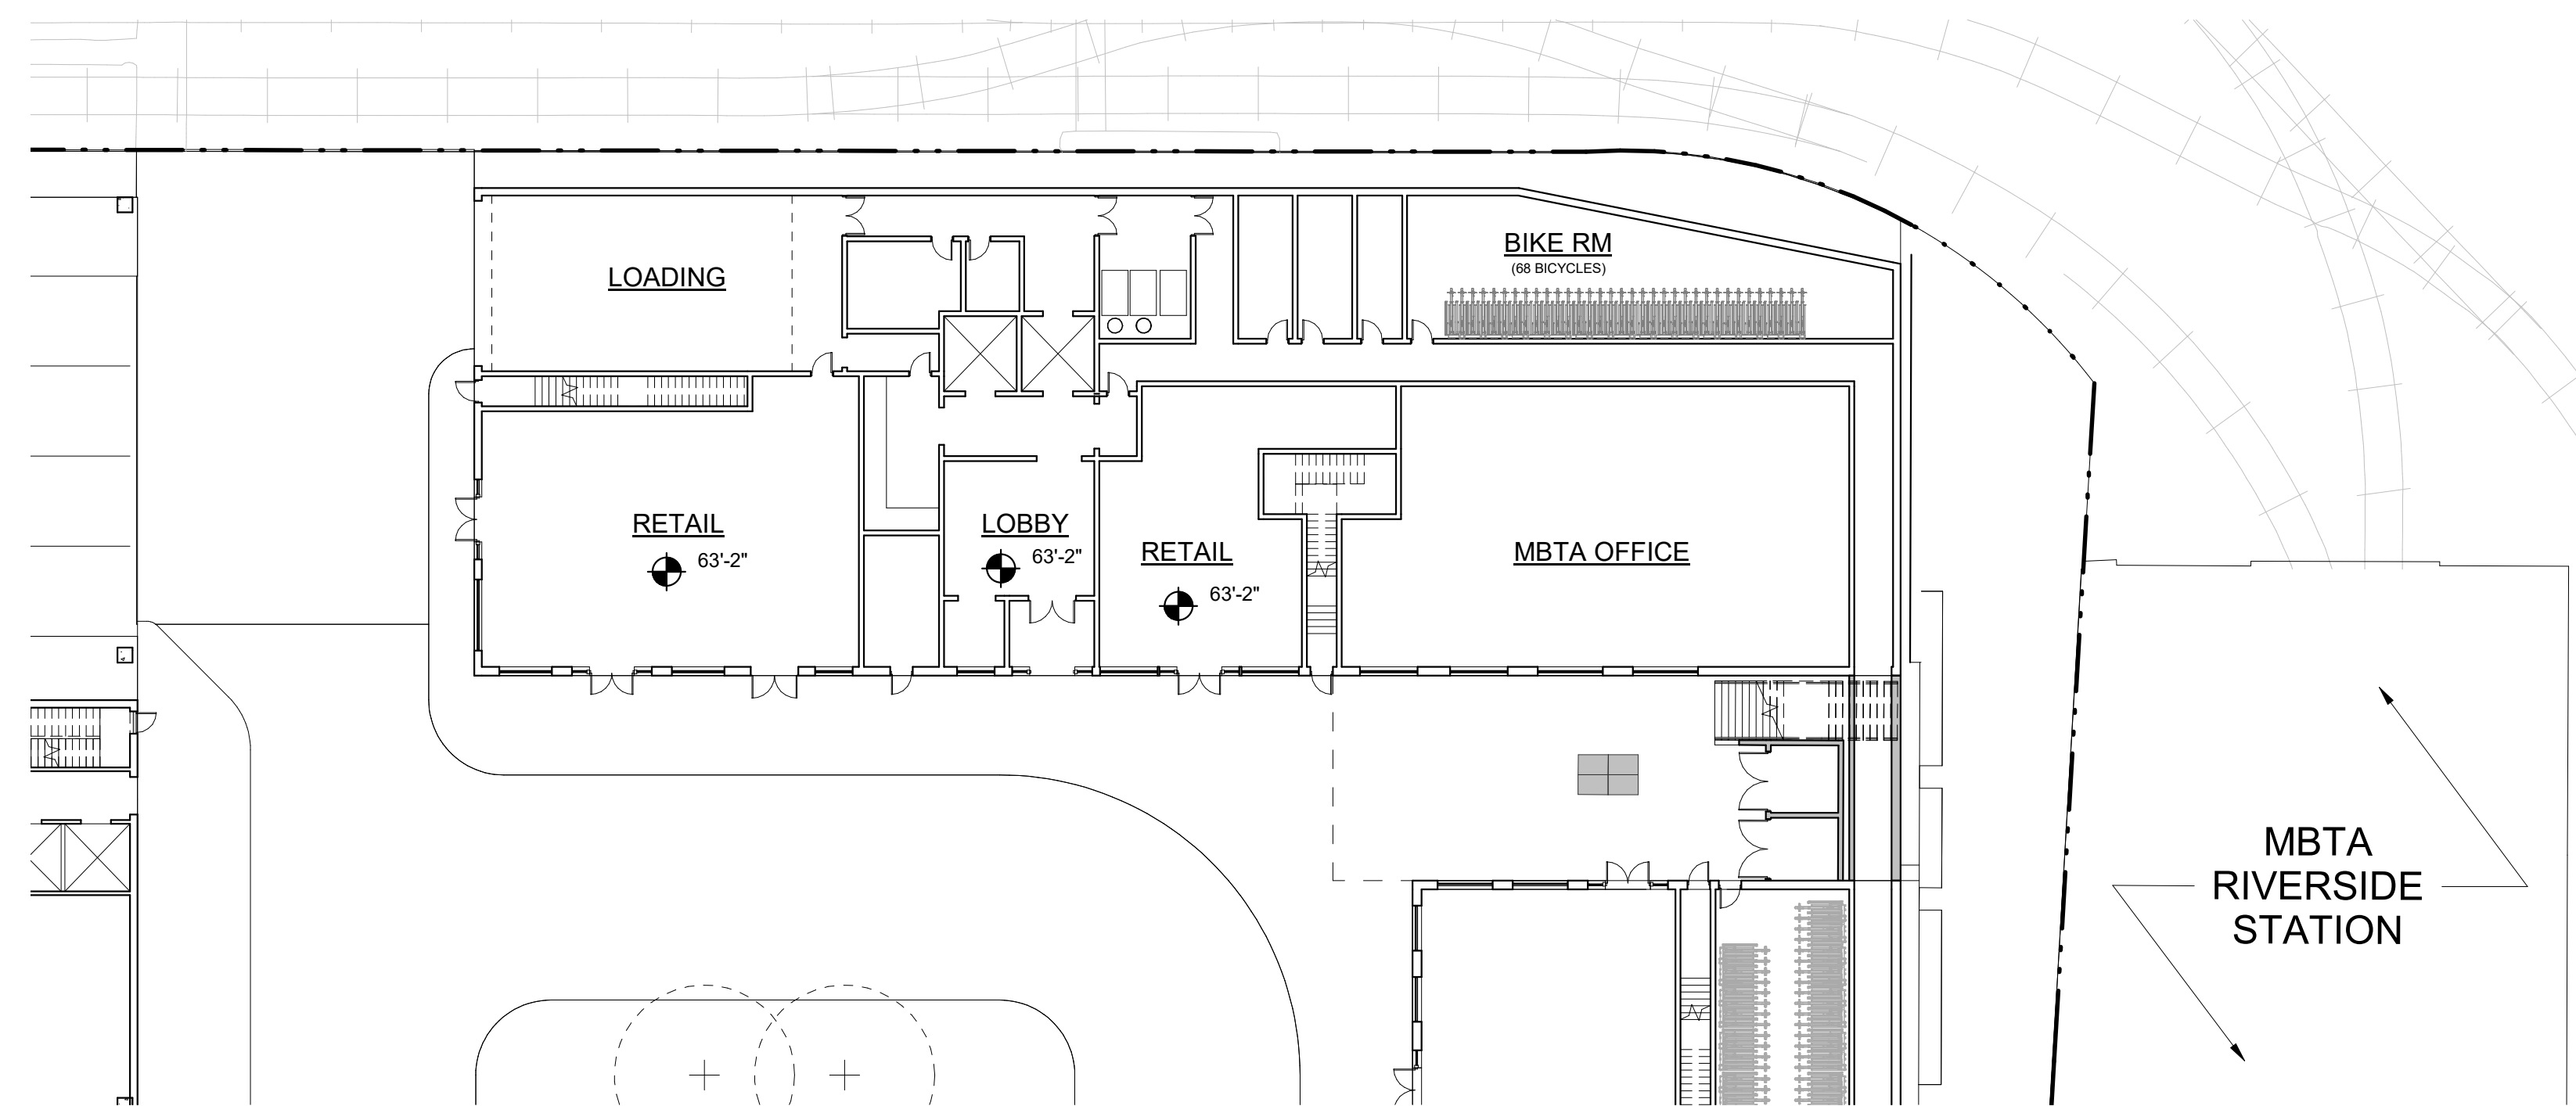 BIKE RM
(68 BICYCLES)
LOADING
RETAIL
63'-2"
LOBBY
63'-2"
RETAIL
63'-2"
MBTA OFFICE
MBTA
RIVERSIDE
STATION